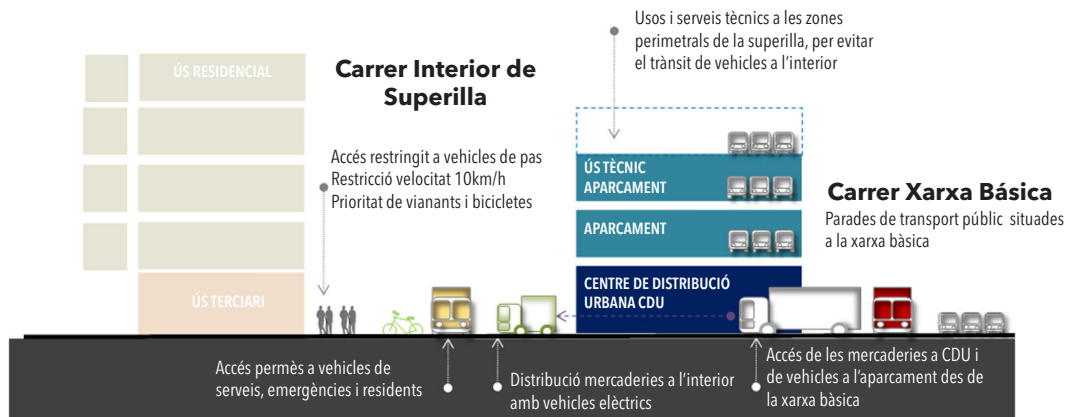 Usos i serveis tècnics a les zones
perimetrals de la superilla, per evitar
el trànsit de vehicles a l'interior
ÚS RESIDENCIAL
Carrer Interior de
Superilla
Accés restringit a vehicles de pas
Restricció velocitat 10km/h
Prioritat de vianants i bicicletes
ÚS TÈCNIC
APARCAMENT
Carrer Xarxa Básica
Parades de transport públic situades
a la xarxa bàsica
APARCAMENT
ÚS TERCIARI
CENTRE DE DISTRIBUCIÓ
URBANA CDU
Accés permès a vehicles de
serveis, emergències i residents
Distribució mercaderies a l'interior
amb vehicles elèctrics
Accés de les mercaderies a CDU i
de vehicles a l'aparcament des de
la xarxa bàsica